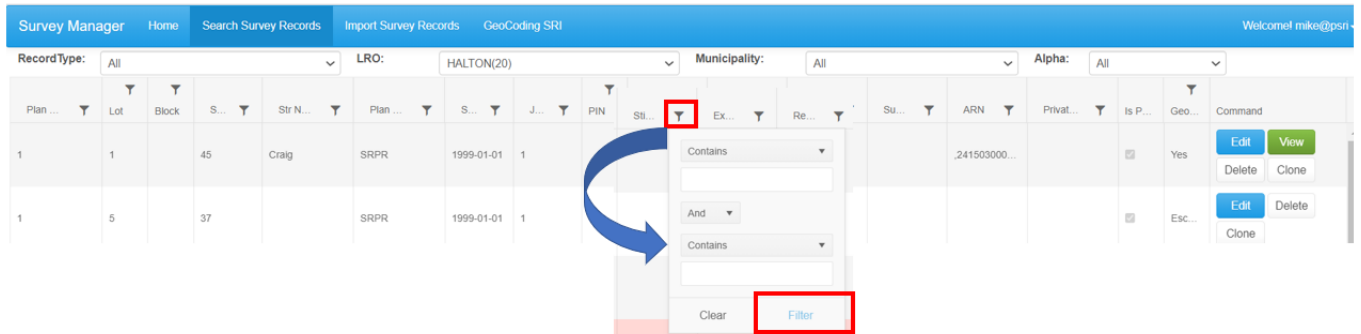 Survey Manager Home Search Survey Records Import Survey Records GeoCoding SRI Welcome! mike@psri
RecordType: All LRO: HALTON(20) Municipality: All Alpha: All
Plan ... Lot Block S... Str N... Plan ... S... J... PIN Sti... Ex... Re... Su... ARN Privat... Is P... Geo... Command
1 1 45 Craig SRPR 1999-01-01 1 ,241503000... Yes Edit View
Delete Clone
1 5 37 SRPR 1999-01-01 1 Esc... Edit Delete
Clone
Contains
And
Contains
Clear Filter